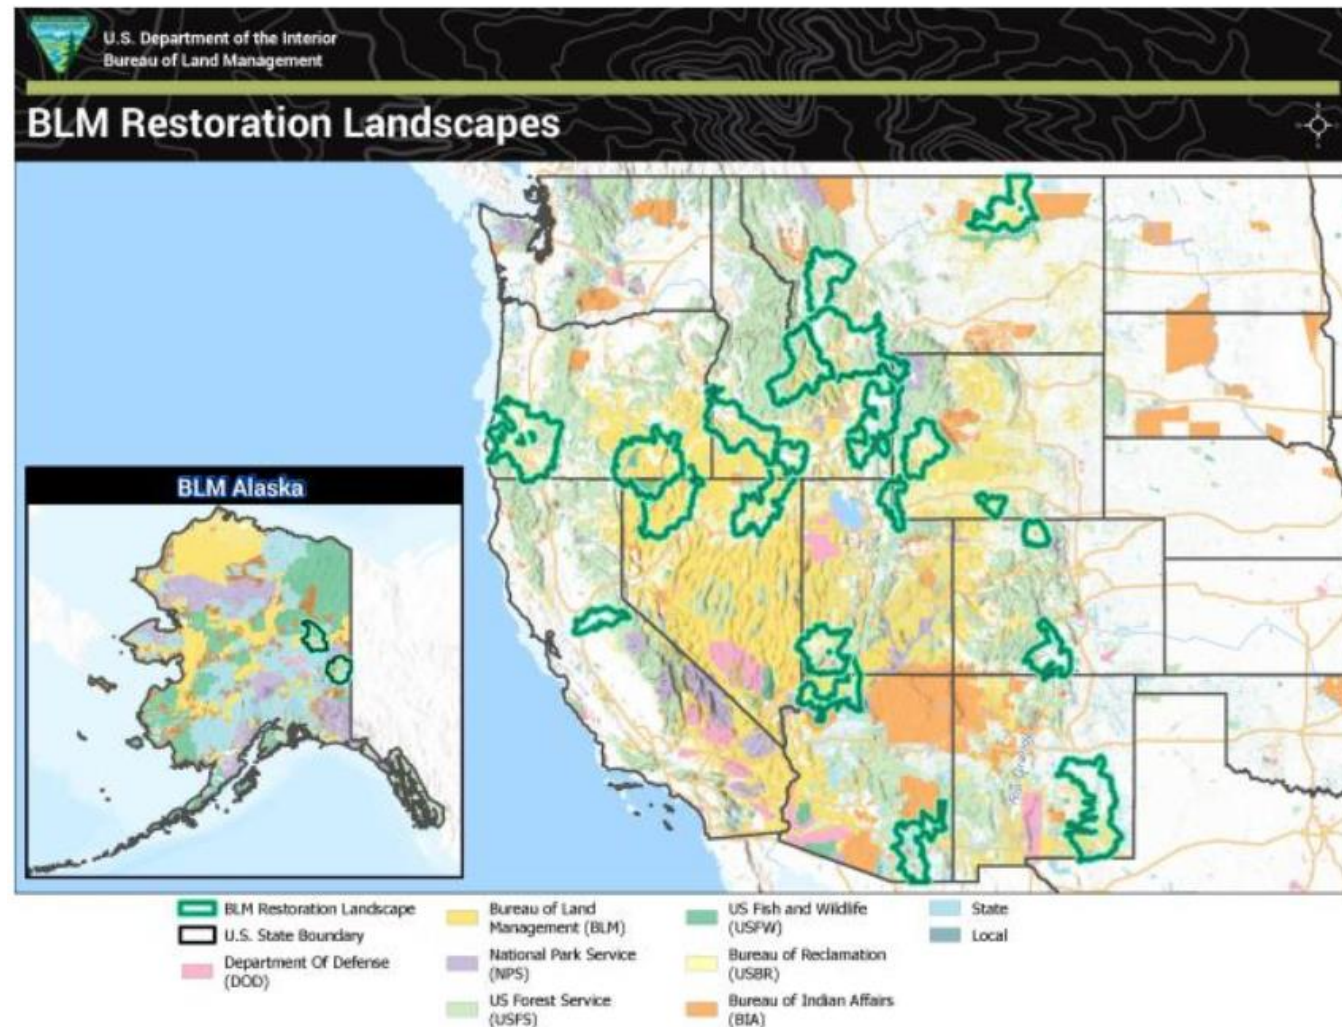 U.S. Department of the Interior
Bureau of Land Management
BLM Restoration Landscapes
BLM Alaska
BLM Restoration Landscape
U.S. State Boundary
Department Of Defense
(DOD)
Bureau of Land
Management (BLM)
National Park Service
(NPS)
US Forest Service
(USFS)
US Fish and Wildlife
(USFW)
Bureau of Reclamation
(USBR)
Bureau of Indian Affairs
(BIA)
State
Local